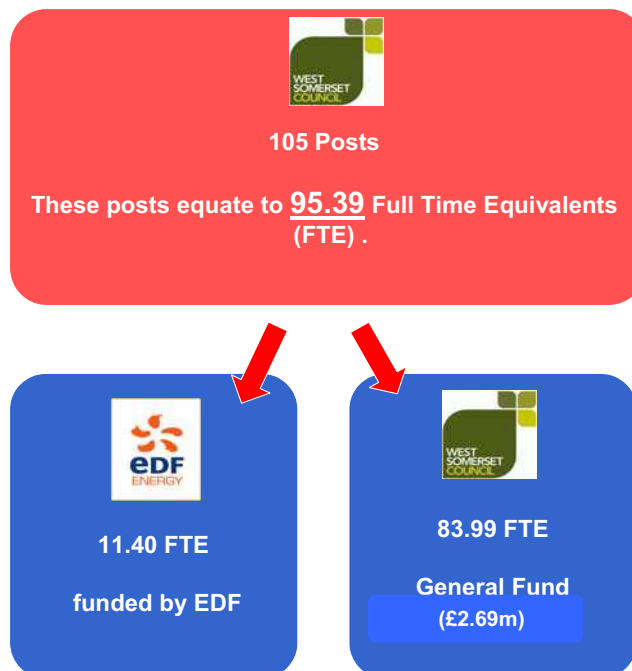 WEST
SOMERSET
COUNCIL
105 Posts
These posts equate to 95.39 Full Time Equivalents
(FTE) .
eDF
ENERGY
11.40 FTE
funded by EDF
WEST
SOMERSET
COUNCIL
83.99 FTE
General Fund
(£2.69m)